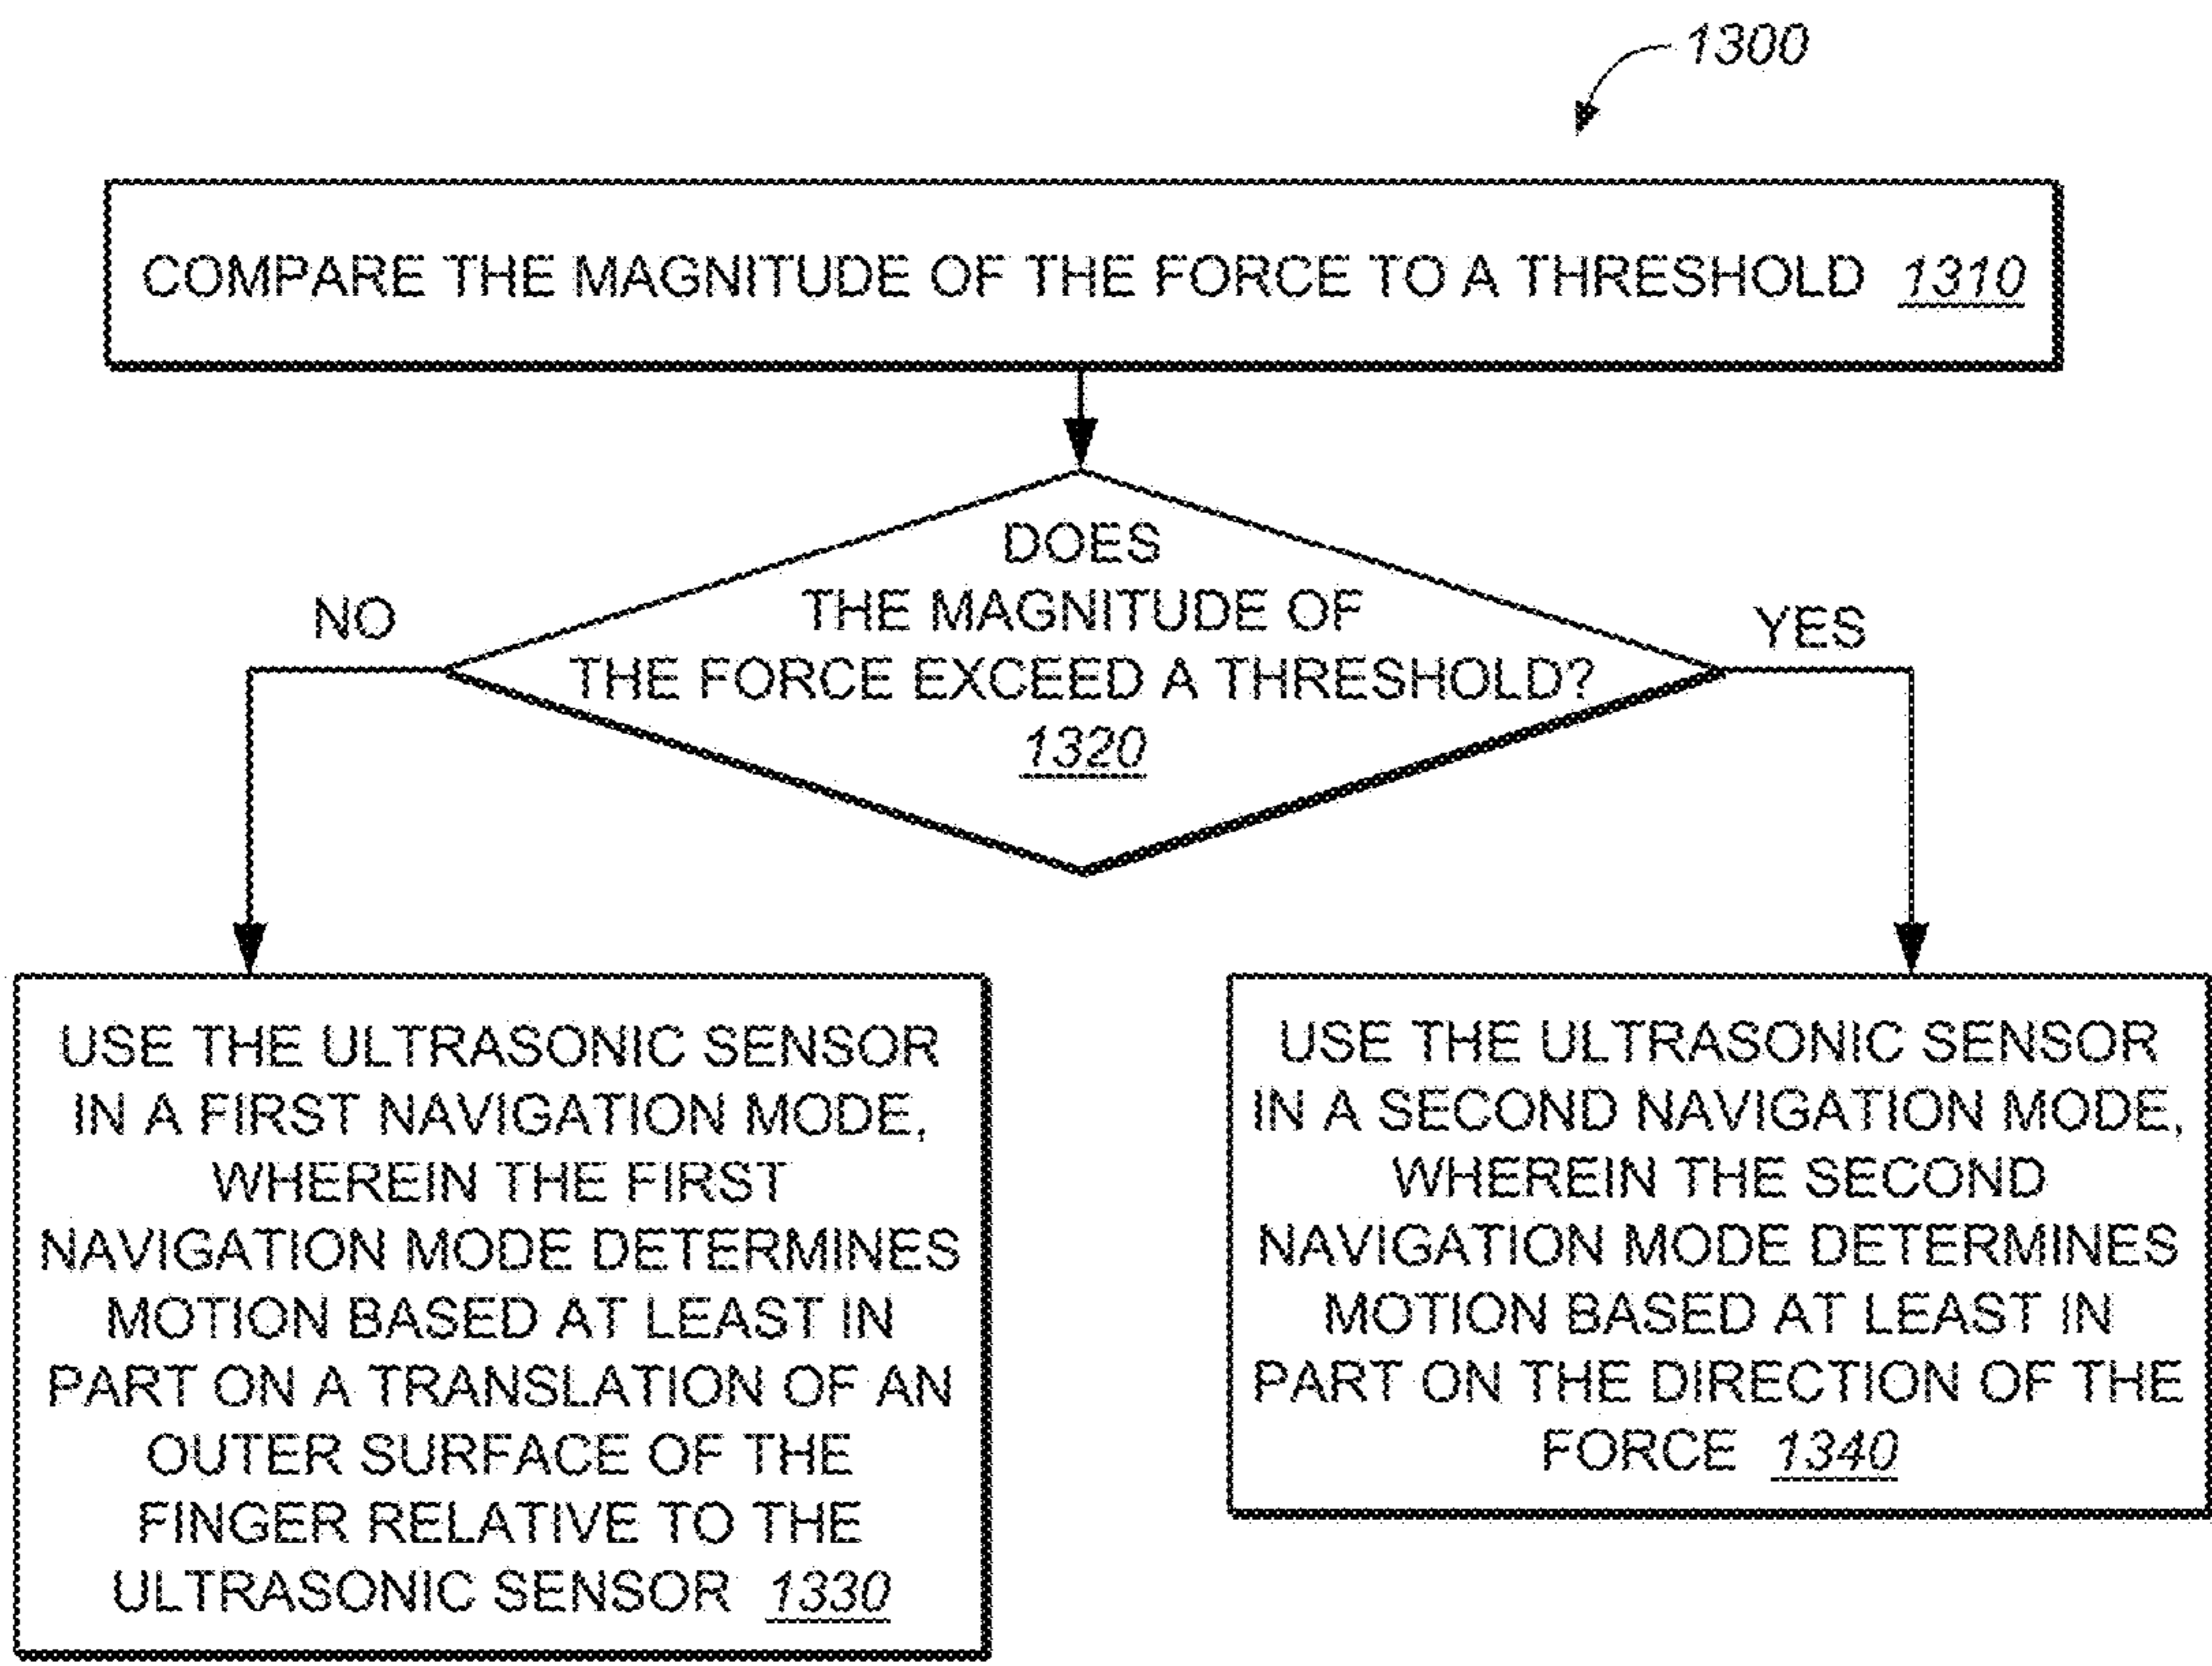 1300
COMPARE THE MAGNITUDE OF THE FORCE TO A THRESHOLD 1310
DOES
THE MAGNITUDE OF
THE FORCE EXCEED A THRESHOLD?
1320
NO
YES
USE THE ULTRASONIC SENSOR
IN A FIRST NAVIGATION MODE,
WHEREIN THE FIRST
NAVIGATION MODE DETERMINES
MOTION BASED AT LEAST IN
PART ON A TRANSLATION OF AN
OUTER SURFACE OF THE
FINGER RELATIVE TO THE
ULTRASONIC SENSOR 1330
USE THE ULTRASONIC SENSOR
IN A SECOND NAVIGATION MODE,
WHEREIN THE SECOND
NAVIGATION MODE DETERMINES
MOTION BASED AT LEAST IN
PART ON THE DIRECTION OF THE
FORCE 1340